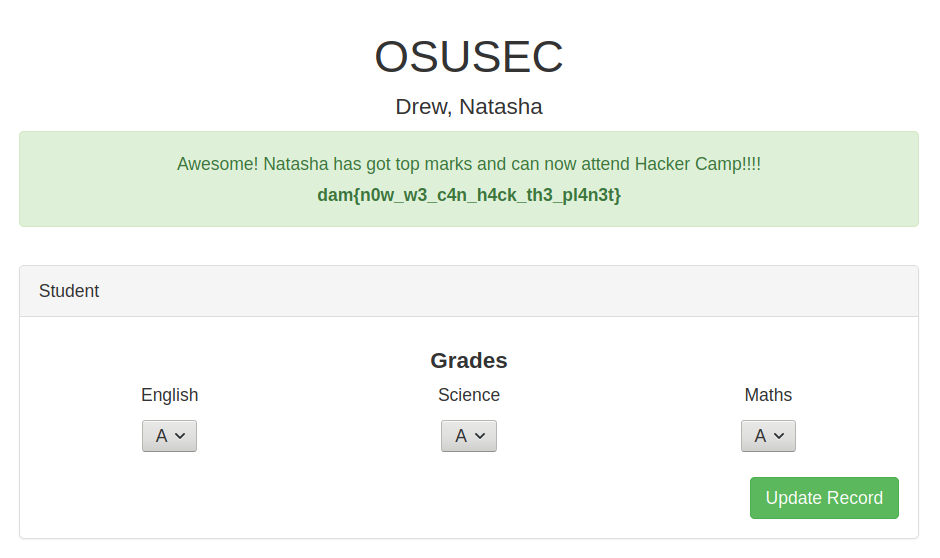 OSUSEC
Drew, Natasha
Awesome! Natasha has got top marks and can now attend Hacker Camp!!!!
dam{n0w_w3_c4n_h4ck_th3_pl4n3t}
Student
Grades
English Science Maths
A A A
Update Record